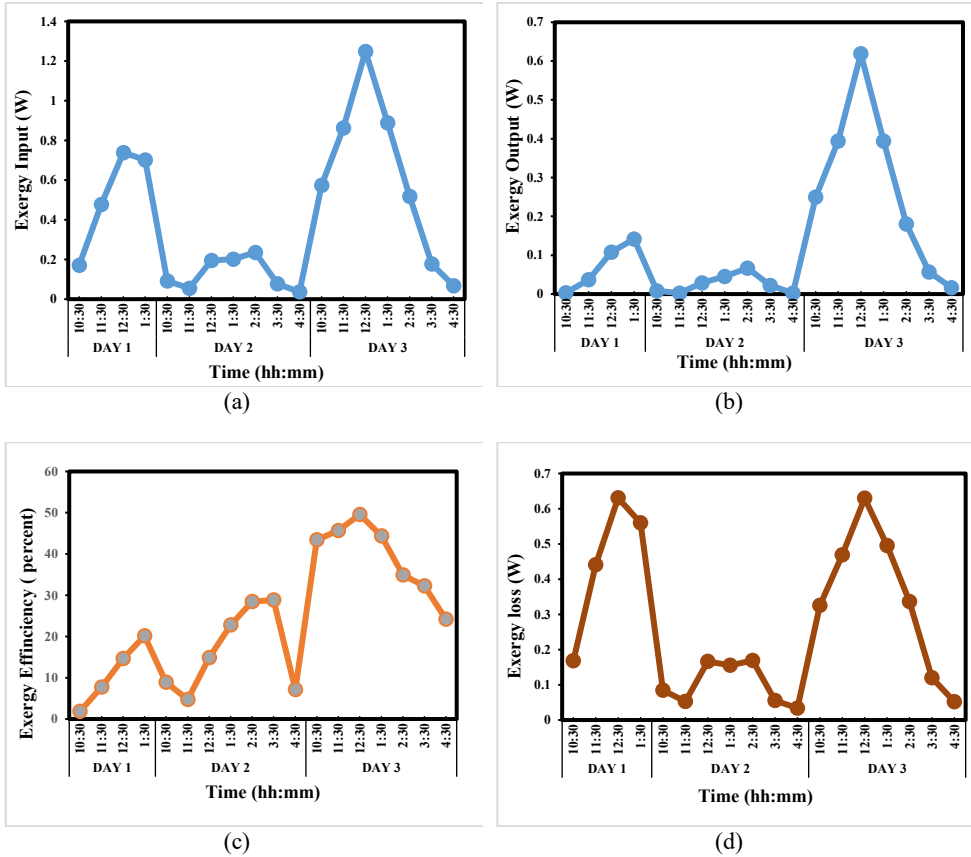 1.4
1.2
1
0.8
0.6
0.4
0.2
0
Exergy Input (W)
10:30 11:30 12:30 1:30 10:30 11:30 12:30 1:30 2:30 3:30 4:30 10:30 11:30 12:30 1:30 2:30 3:30 4:30
DAY 1 DAY 2 DAY 3
Time (hh:mm)
(a)
0.7
0.6
0.5
0.4
0.3
0.2
0.1
0
Exergy Output (W)
10:30 11:30 12:30 1:30 10:30 11:30 12:30 1:30 2:30 3:30 4:30 10:30 11:30 12:30 1:30 2:30 3:30 4:30
DAY 1 DAY 2 DAY 3
Time (hh:mm)
(b)
60
50
40
30
20
10
0
Exergy Effinciency ( percent)
10:30 11:30 12:30 1:30 10:30 11:30 12:30 1:30 2:30 3:30 4:30 10:30 11:30 12:30 1:30 2:30 3:30 4:30
DAY 1 DAY 2 DAY 3
Time (hh:mm)
(c)
0.7
0.6
0.5
0.4
0.3
0.2
0.1
0
Exergy loss (W)
10:30 11:30 12:30 1:30 10:30 11:30 12:30 1:30 2:30 3:30 4:30 10:30 11:30 12:30 1:30 2:30 3:30 4:30
DAY 1 DAY 2 DAY 3
Time (hh:mm)
(d)